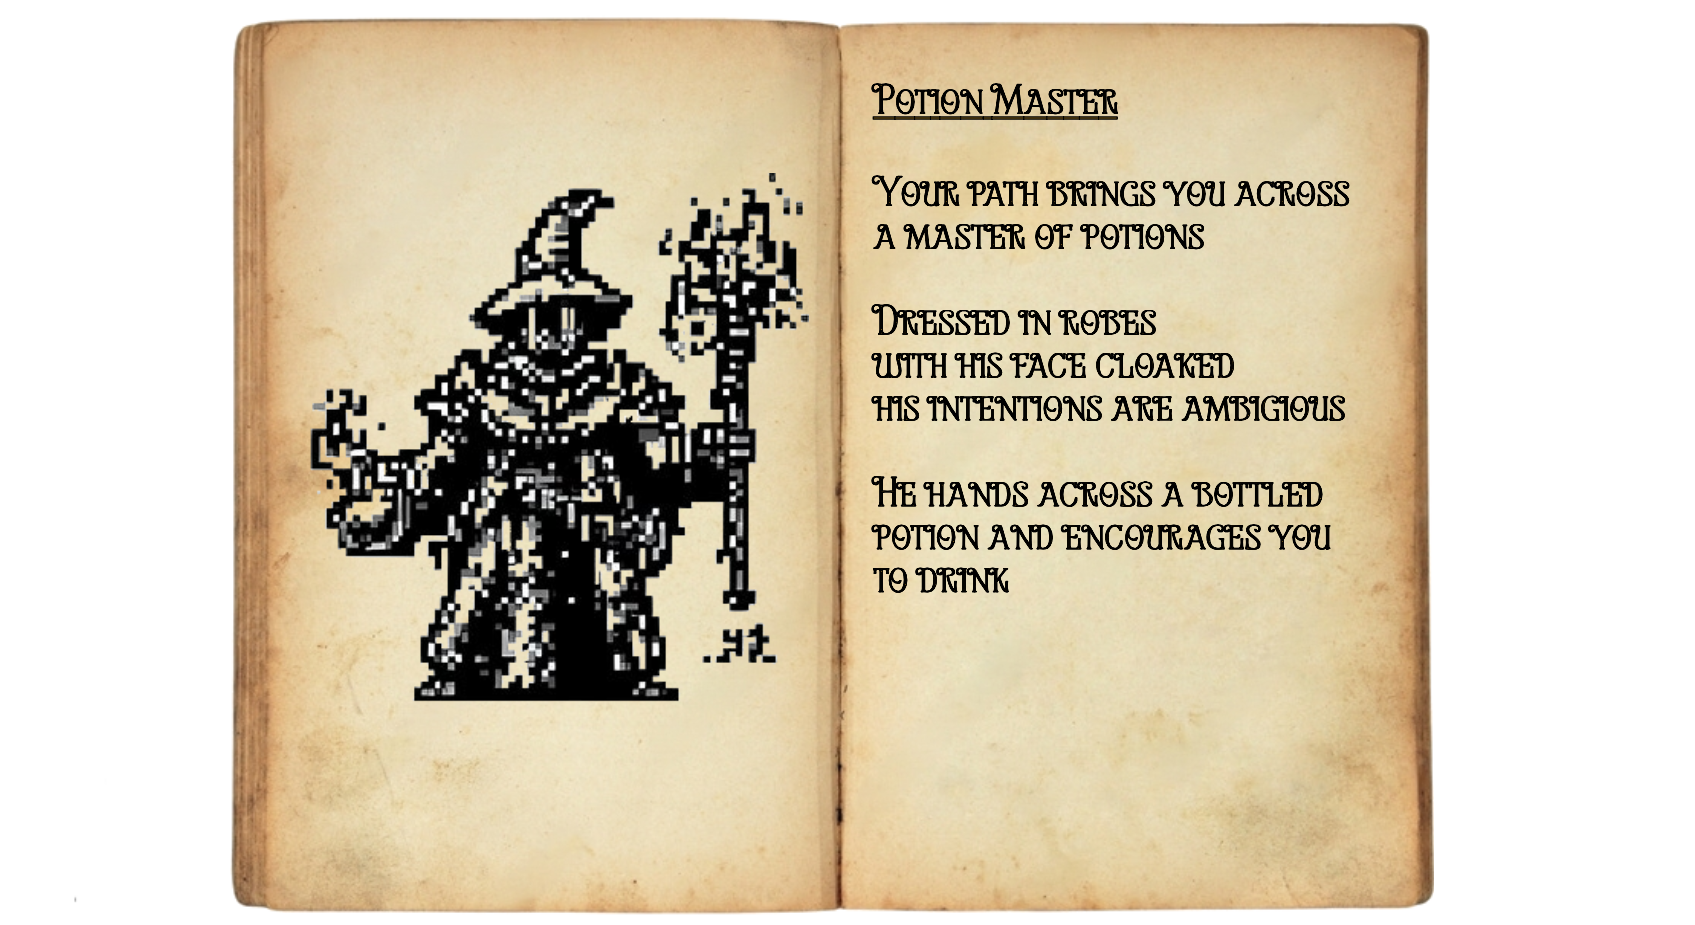 Potion Master
Your path brings you across
a master of potions
Dressed in robes
with his face cloaked
his intentions are ambigious
He hands across a bottled
potion and encourages you
to drink